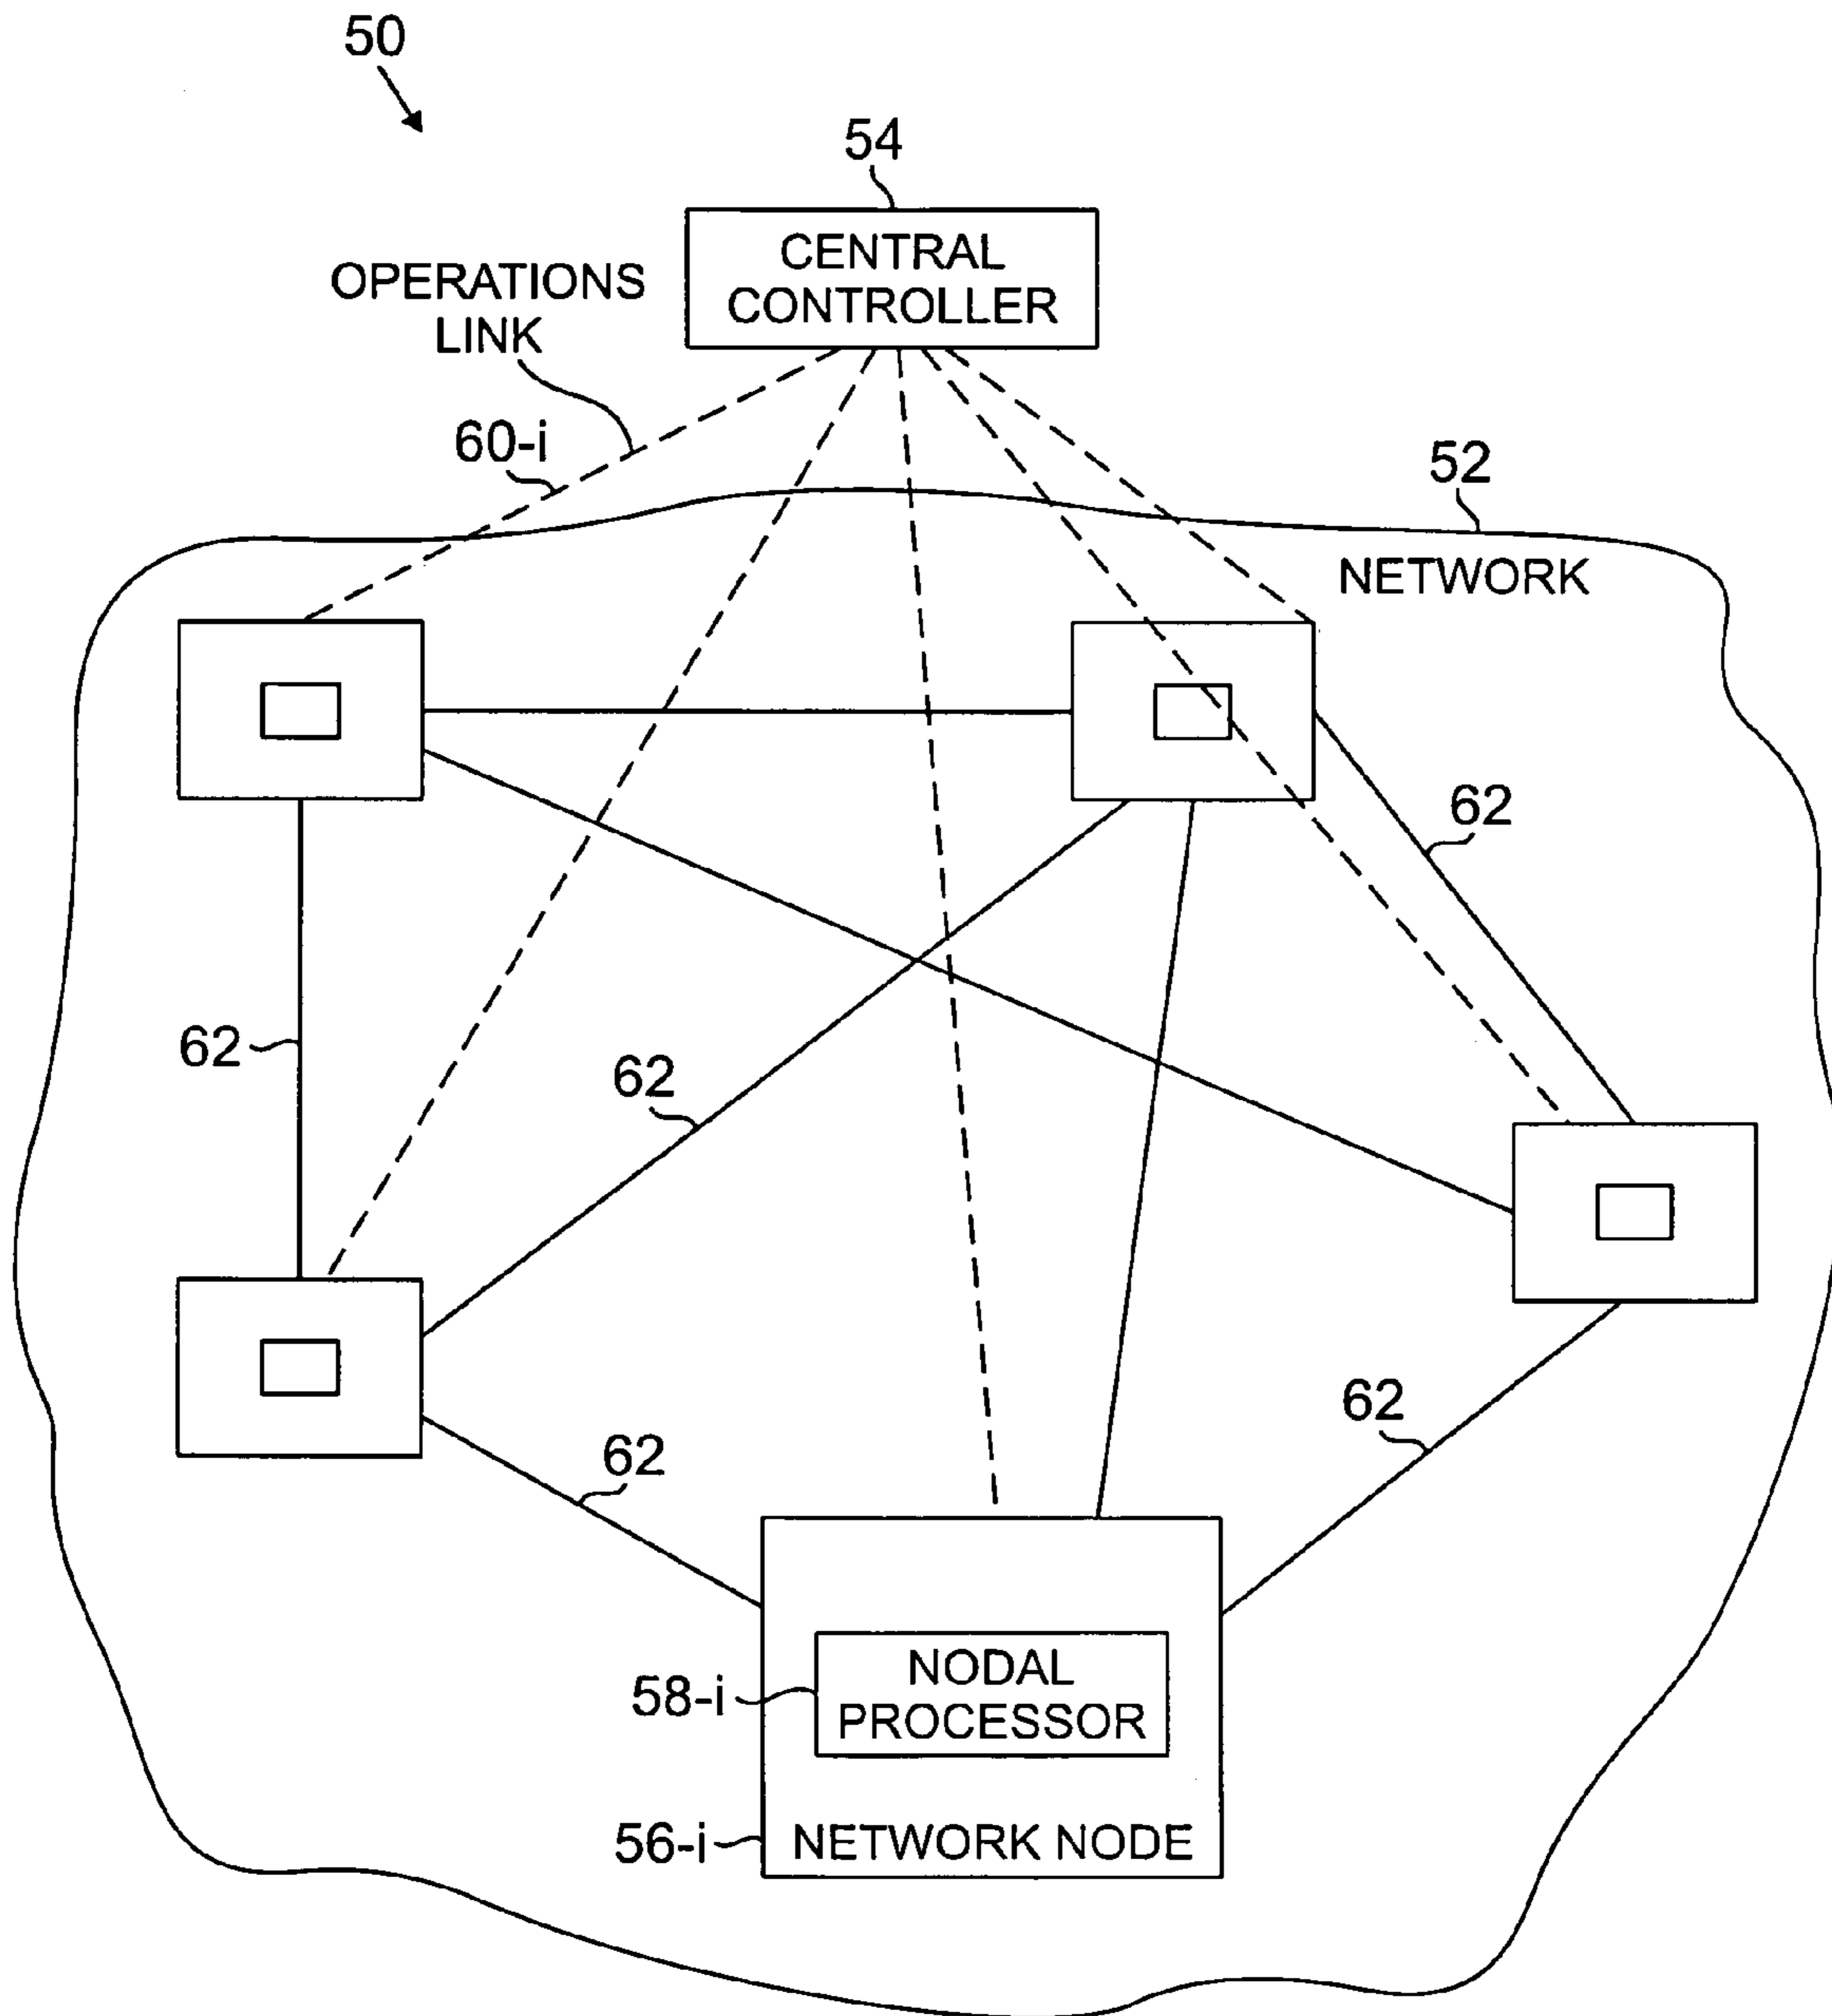 50
54
CENTRAL
CONTROLLER
OPERATIONS
LINK
60-i
52
NETWORK
62
62
62
62
62
58-i
NODAL
PROCESSOR
56-i
NETWORK NODE